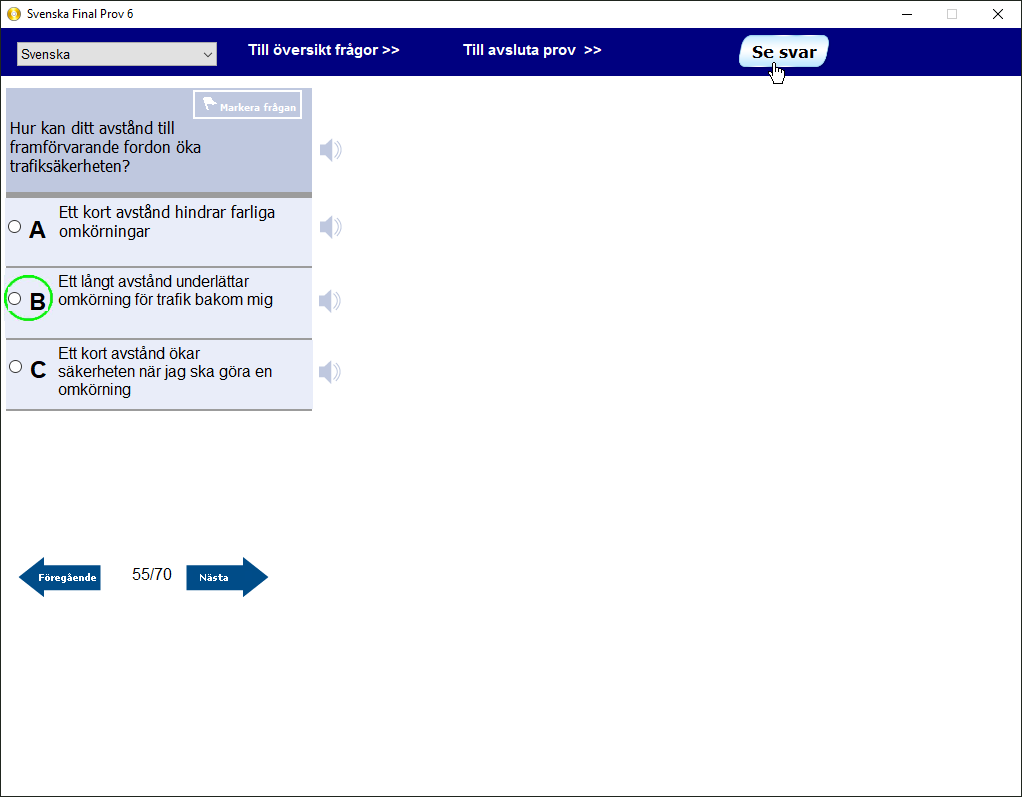 Svenska Final Prov 6
Svenska
Till översikt frågor >>
Till avsluta prov >>
Se svar
Markera frågan
Hur kan ditt avstånd till
framförvarande fordon öka
trafiksäkerheten?
A
Ett kort avstånd hindrar farliga
omkörningar
B
Ett långt avstånd underlättar
omkörning för trafik bakom mig
C
Ett kort avstånd ökar
säkerheten när jag ska göra en
omkörning
Föregående
55/70
Nästa